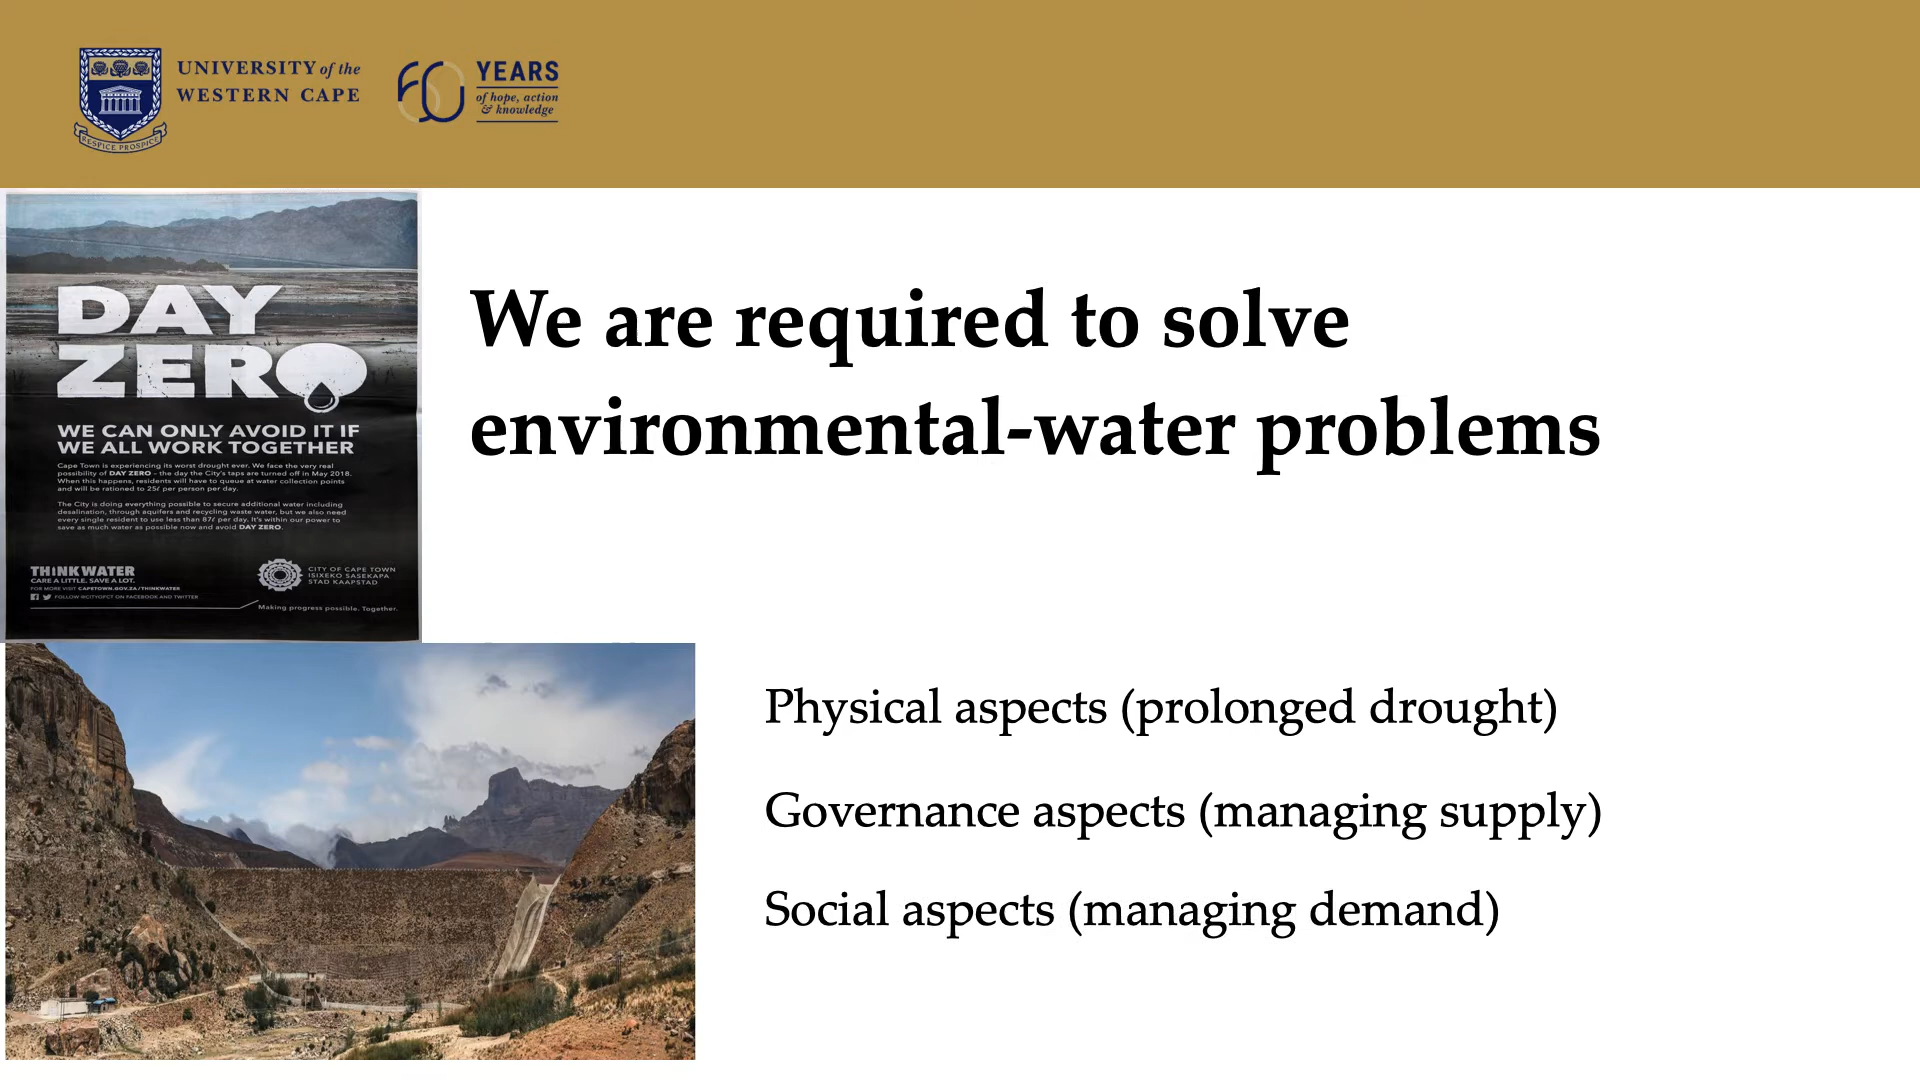 UNIVERSITY of the
WESTERN CAPE
RESPICE PROSPICE
60 YEARS
of hope, action
& knowledge
DAY
ZERO
WE CAN ONLY AVOID IT IF
WE ALL WORK TOGETHER
Cape Town is experiencing its worst drought ever. We face the very real
possibility of DAY ZERO – the day the City's taps are turned off in May 2018.
When this happens, residents will have to queue at water collection points
and will be rationed to 25ℓ per person per day.
The City is doing everything possible to secure additional water including
desalination, through aquifers and recycling waste water, but we also need
every single resident to use less than 87ℓ per day. It's within our power to
save as much water as possible now and avoid DAY ZERO.
THINK WATER
CARE A LITTLE. SAVE A LOT.
FOR MORE VISIT CAPETOWN.GOV.ZA/THINKWATER
FOLLOW @CITYOFCT ON FACEBOOK AND TWITTER
CITY OF CAPE TOWN
ISIXEKO SASEKAPA
STAD KAAPSTAD
Making progress possible. Together.
We are required to solve
environmental-water problems
Physical aspects (prolonged drought)
Governance aspects (managing supply)
Social aspects (managing demand)